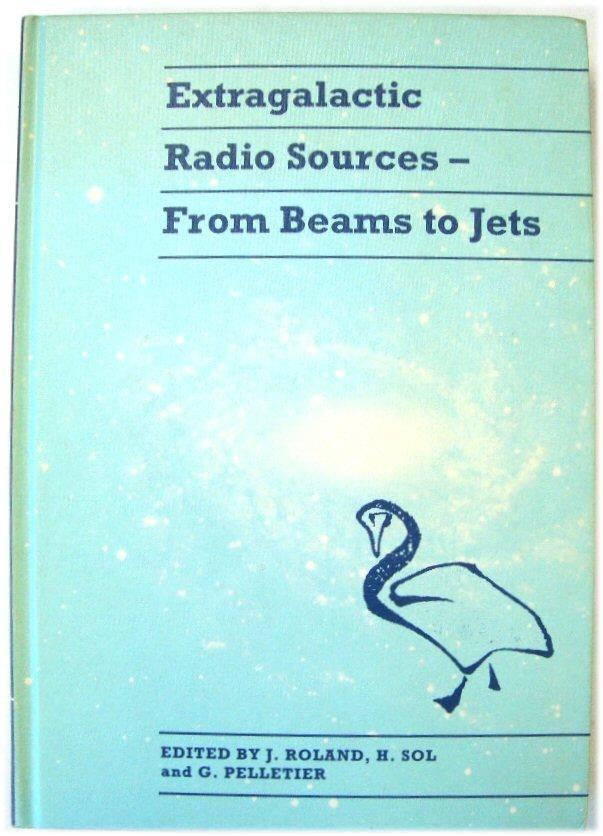 Extragalactic
Radio Sources –
From Beams to Jets
EDITED BY J. ROLAND, H. SOL
and G. PELLETIER